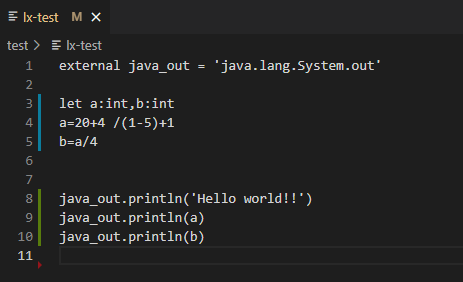 lx-test M
test > lx-test
1 external java_out = 'java.lang.System.out'
2
3 let a:int,b:int
4 a=20+4 /(1-5)+1
5 b=a/4
6
7
8 java_out.println('Hello world!!')
9 java_out.println(a)
10 java_out.println(b)
11